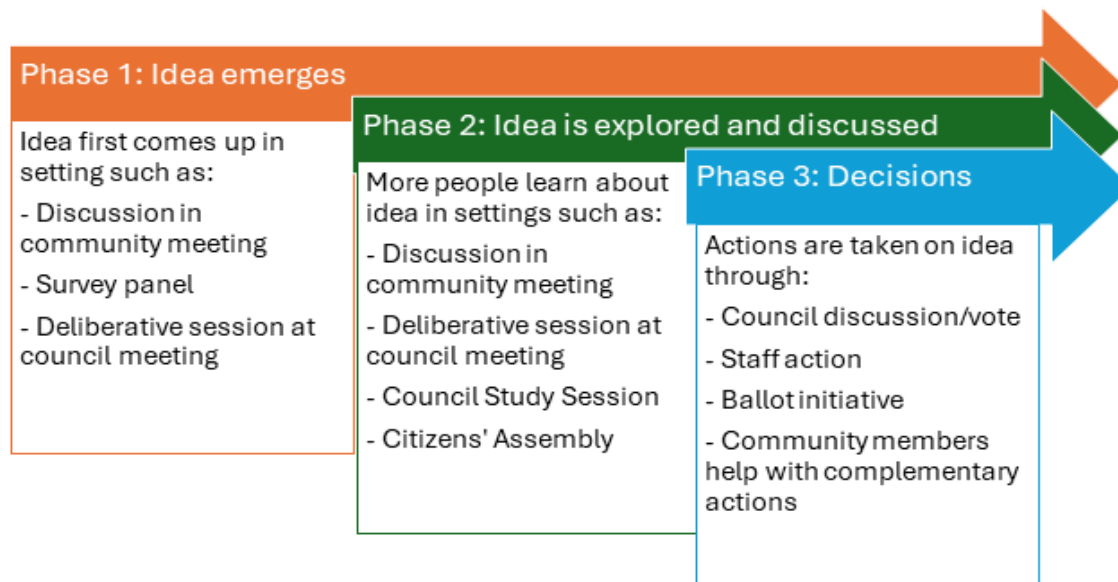 Phase 1: Idea emerges
Idea first comes up in
setting such as:
- Discussion in
community meeting
- Survey panel
- Deliberative session at
council meeting
Phase 2: Idea is explored and discussed
More people learn about
idea in settings such as:
- Discussion in
community meeting
- Deliberative session at
council meeting
- Council Study Session
- Citizens' Assembly
Phase 3: Decisions
Actions are taken on idea
through:
- Council discussion/vote
- Staff action
- Ballot initiative
- Community members
help with complementary
actions